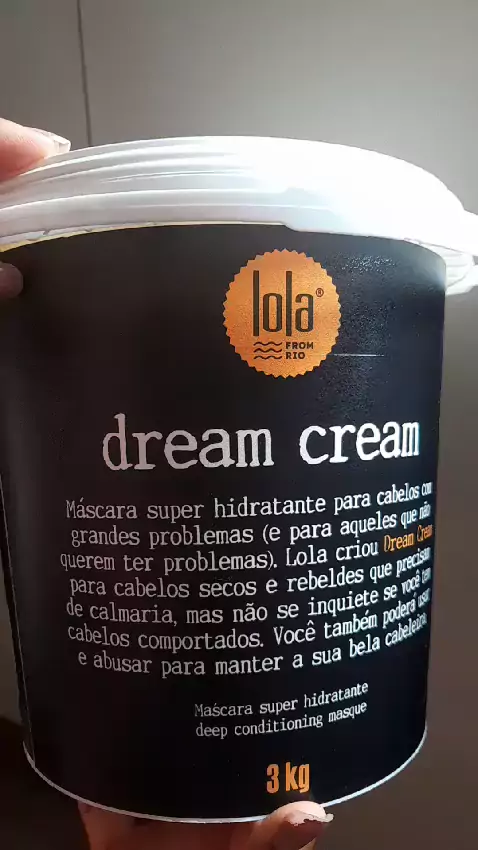 lola®
FROM
RIO
dream cream
Máscara super hidratante para cabelos com
grandes problemas (e para aqueles que não
querem ter problemas). Lola criou Dream Cream
para cabelos secos e rebeldes que precisam
de calmaria, mas não se inquiete se você tem
cabelos comportados. Você também poderá usar
e abusar para manter a sua bela cabeleira.
Máscara super hidratante
deep conditioning masque
3 kg